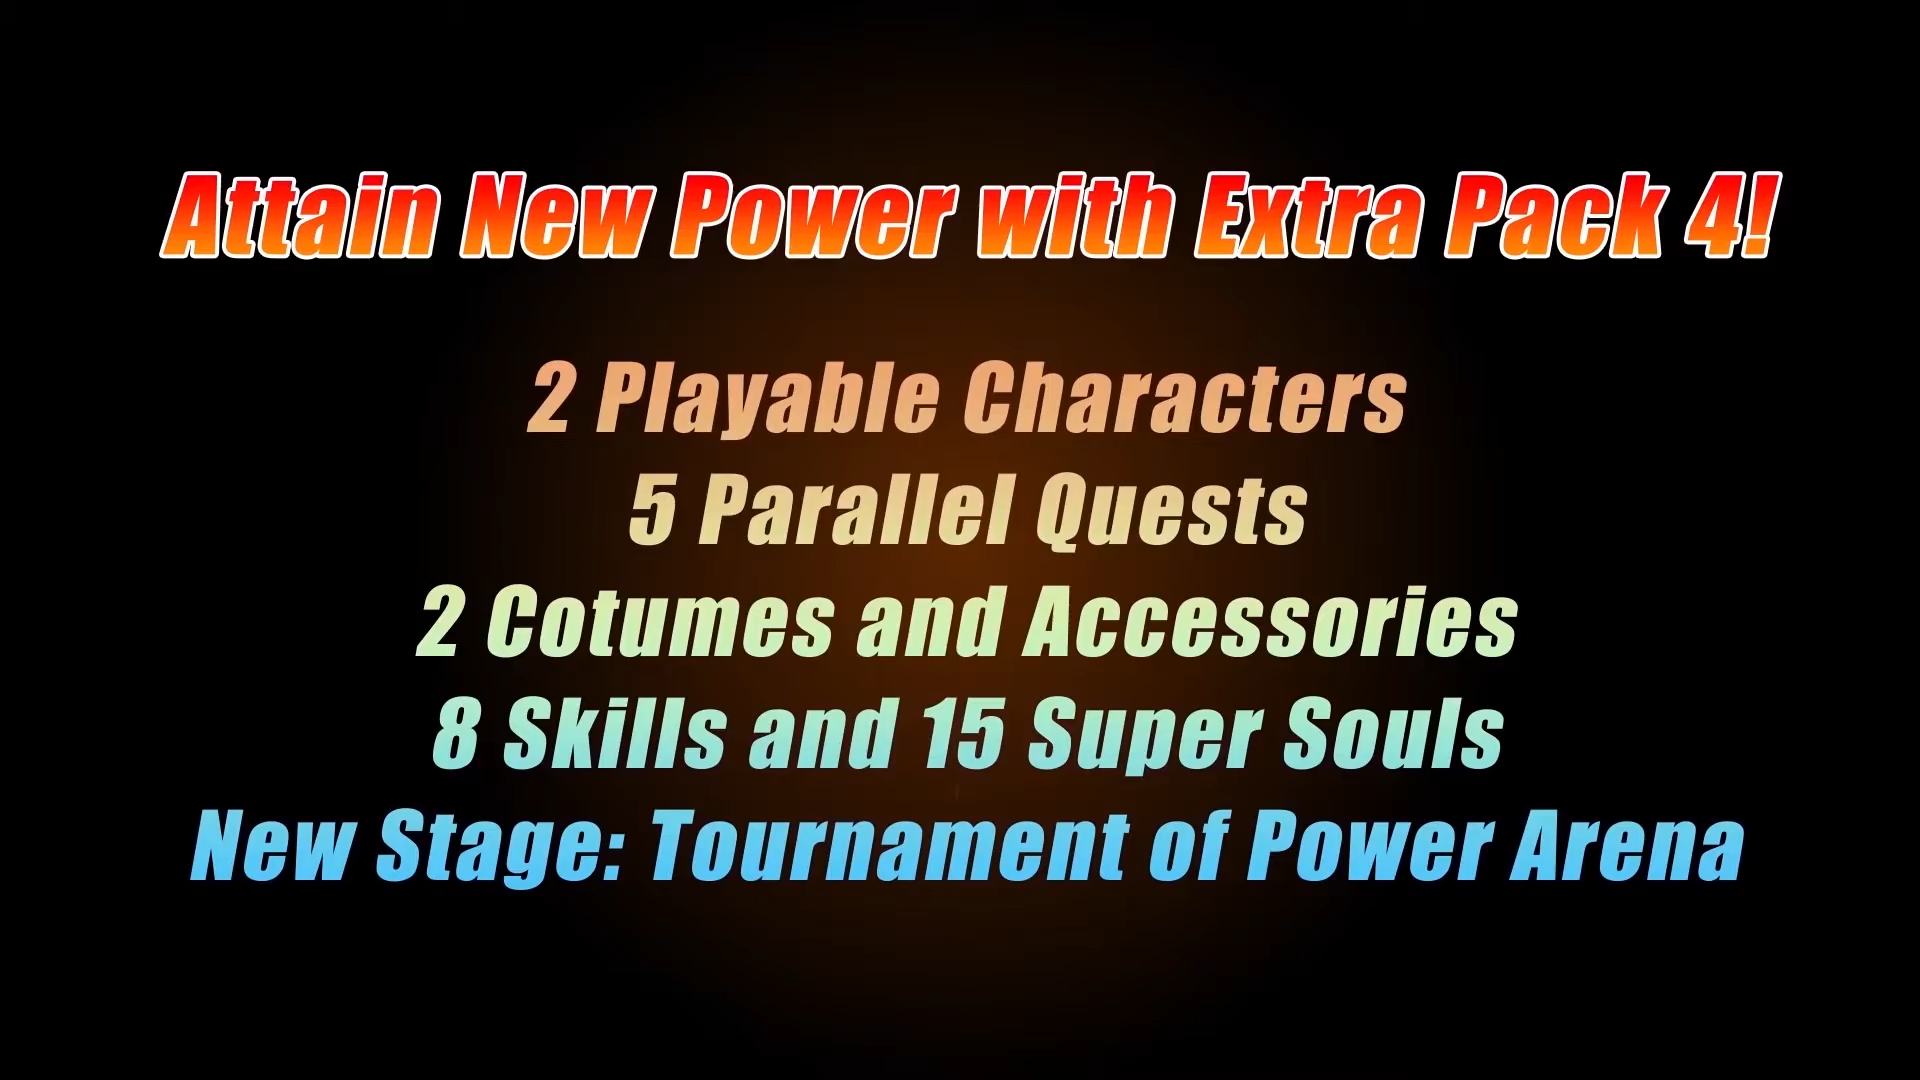 Attain New Power with Extra Pack 4!
2 Playable Characters
5 Parallel Quests
2 Cotumes and Accessories
8 Skills and 15 Super Souls
New Stage: Tournament of Power Arena